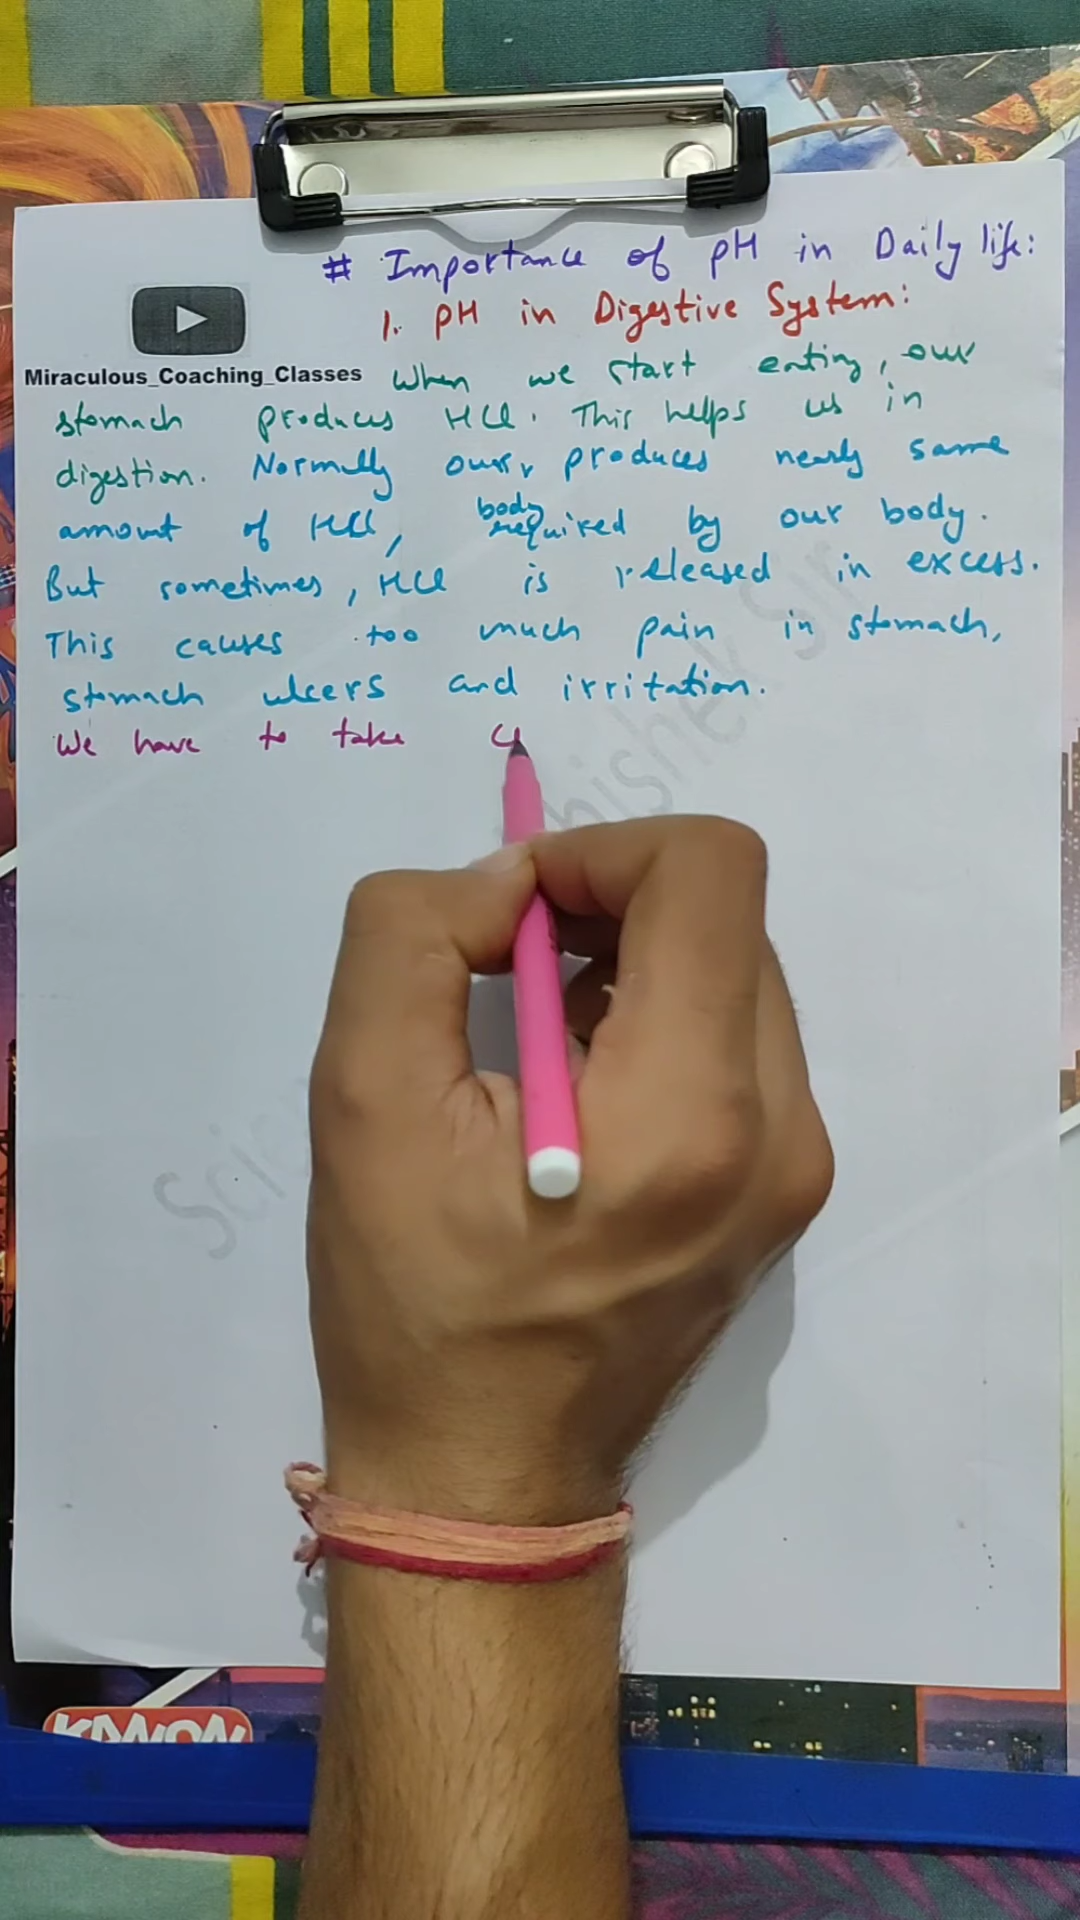 # Importance of pH in Daily life:
1. pH in Digestive System:
Miraculous_Coaching_Classes
When we start eating, our
stomach produces HCl. This helps us in
digestion. Normally our body produces nearly same
amount of HCl, required by our body.
But sometimes, HCl is released in excess.
This causes too much pain in stomach,
stomach ulcers and irritation.
We have to take